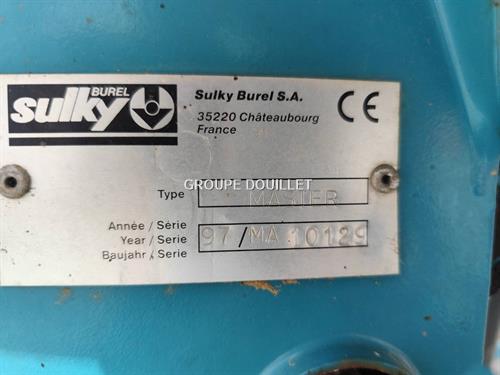 BUREL
sulky
Sulky Burel S.A.
35220 Châteaubourg
France
CE
GROUPE DOUILLET
Type MASTER
Année / Série
Year / Serie 97/MA 10129
Baujahr / Serie